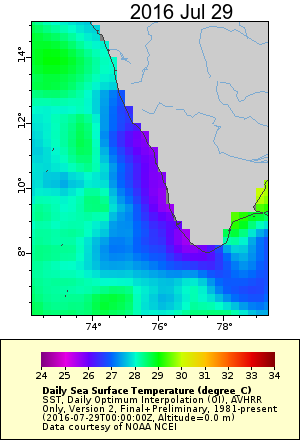 2016 Jul 29
14°
12°
10°
8°
74° 76° 78°
24 25 26 27 28 29 30 31 32 33 34
Daily Sea Surface Temperature (degree_C)
SST, Daily Optimum Interpolation (OI), AVHRR
Only, Version 2, Final+Preliminary, 1981-present
(2016-07-29T00:00:00Z, Altitude=0.0 m)
Data courtesy of NOAA NCEI